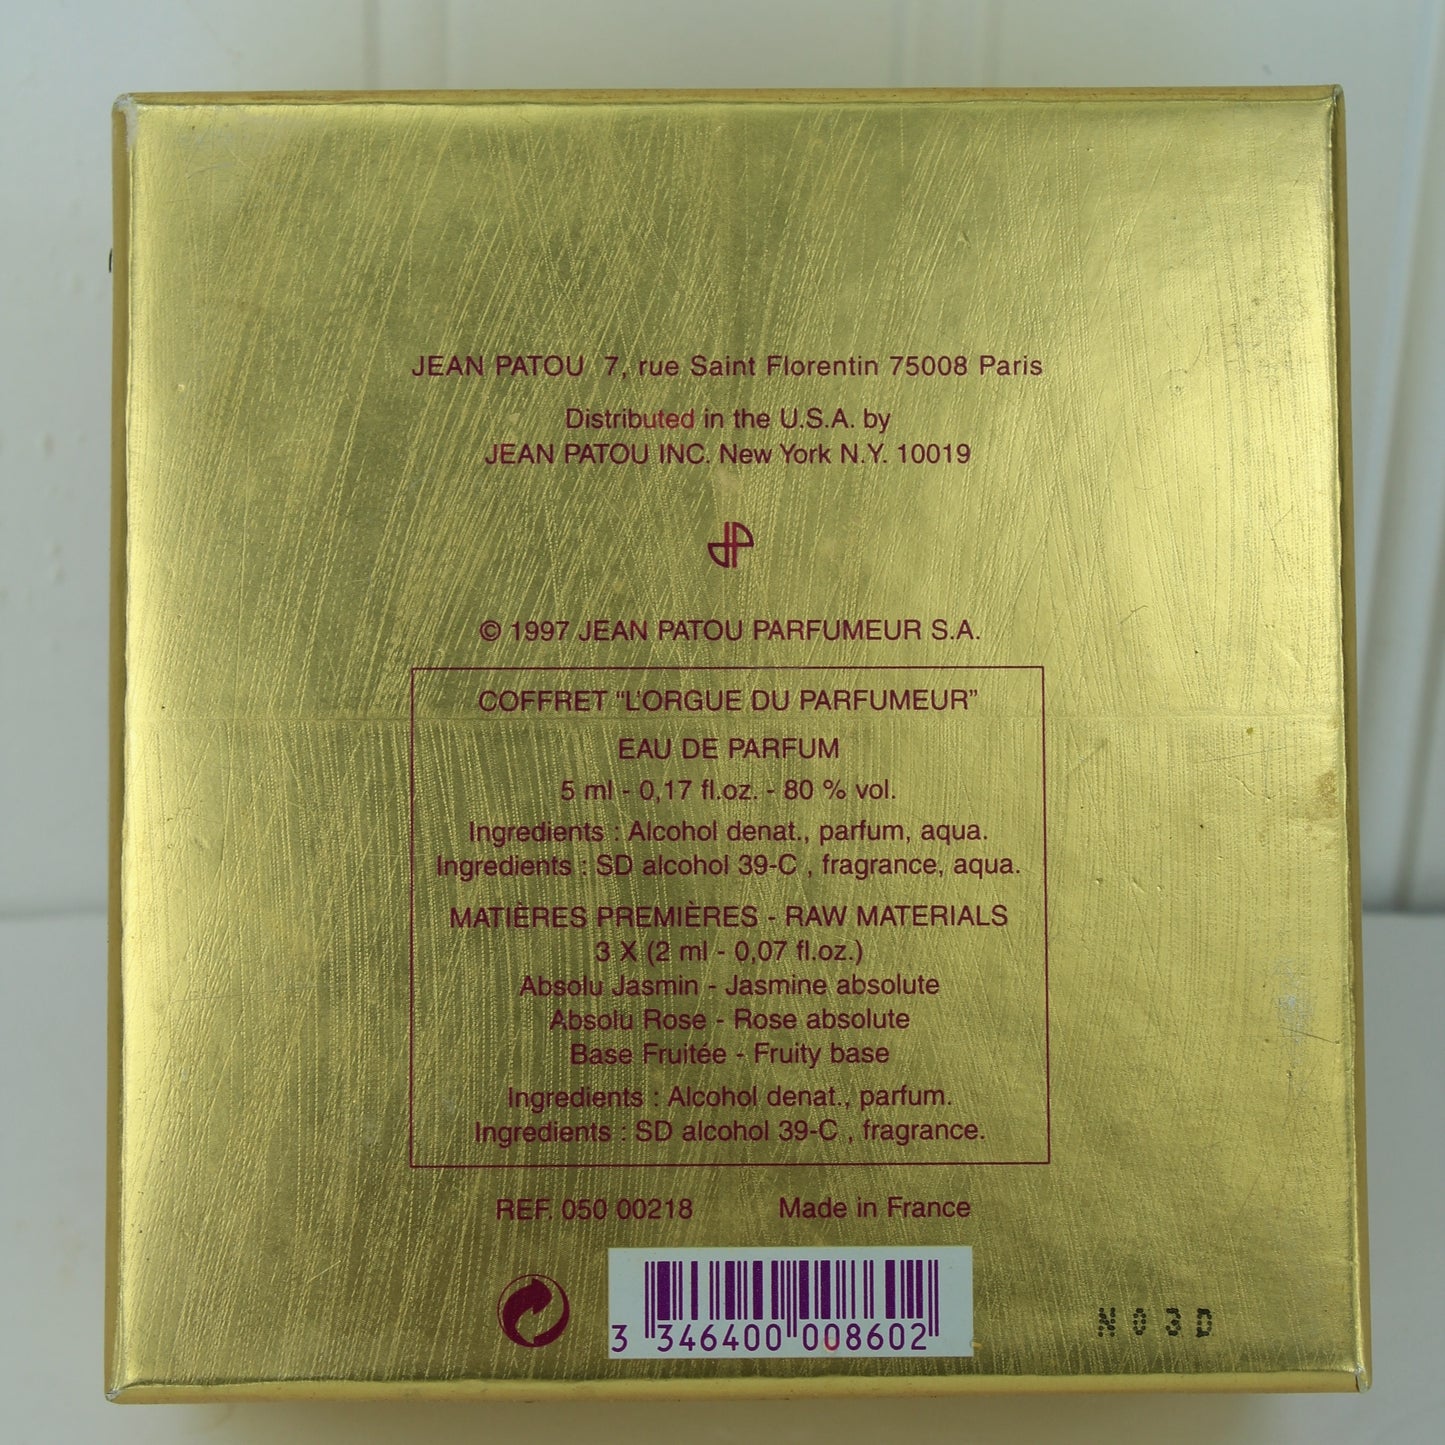 JEAN PATOU 7, rue Saint Florentin 75008 Paris
Distributed in the U.S.A. by
JEAN PATOU INC. New York N.Y. 10019
© 1997 JEAN PATOU PARFUMEUR S.A.
COFFRET “L'ORGUE DU PARFUMEUR”
EAU DE PARFUM
5 ml - 0,17 fl.oz. - 80 % vol.
Ingredients : Alcohol denat., parfum, aqua.
Ingredients : SD alcohol 39-C , fragrance, aqua.
MATIÈRES PREMIÈRES - RAW MATERIALS
3 X (2 ml - 0,07 fl.oz.)
Absolu Jasmin - Jasmine absolute
Absolu Rose - Rose absolute
Base Fruitée - Fruity base
Ingredients : Alcohol denat., parfum.
Ingredients : SD alcohol 39-C , fragrance.
REF. 050 00218 Made in France
3 346400 008602